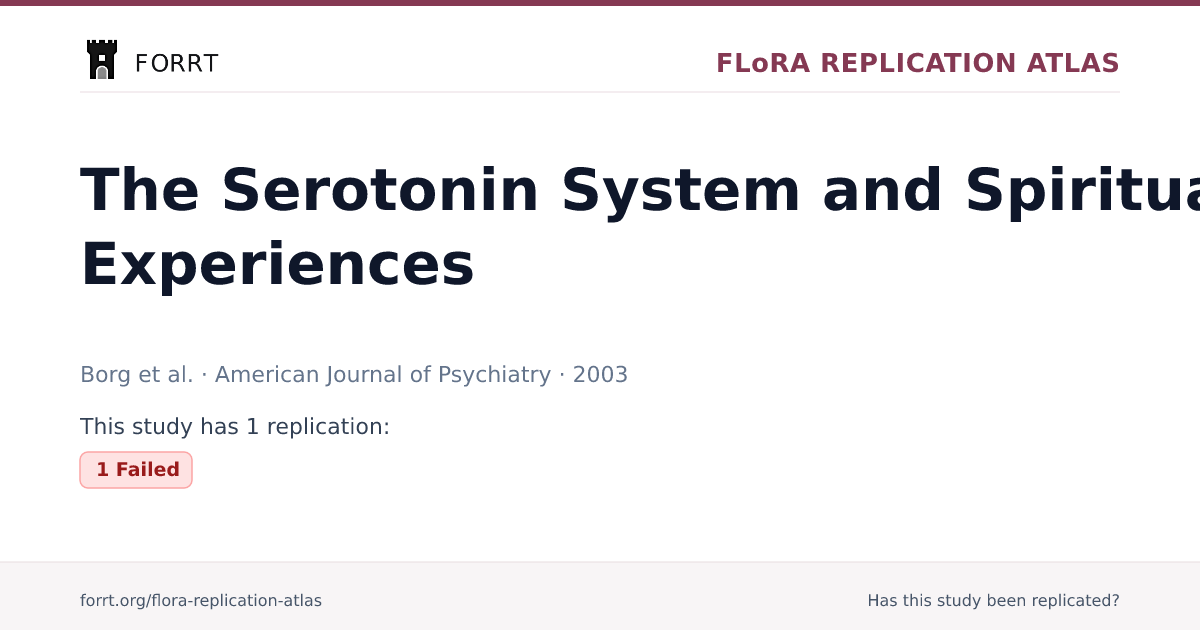 FORRT
FLoRA REPLICATION ATLAS
The Serotonin System and Spiritua
Experiences
Borg et al. · American Journal of Psychiatry · 2003
This study has 1 replication:
1 Failed
forrt.org/flora-replication-atlas
Has this study been replicated?